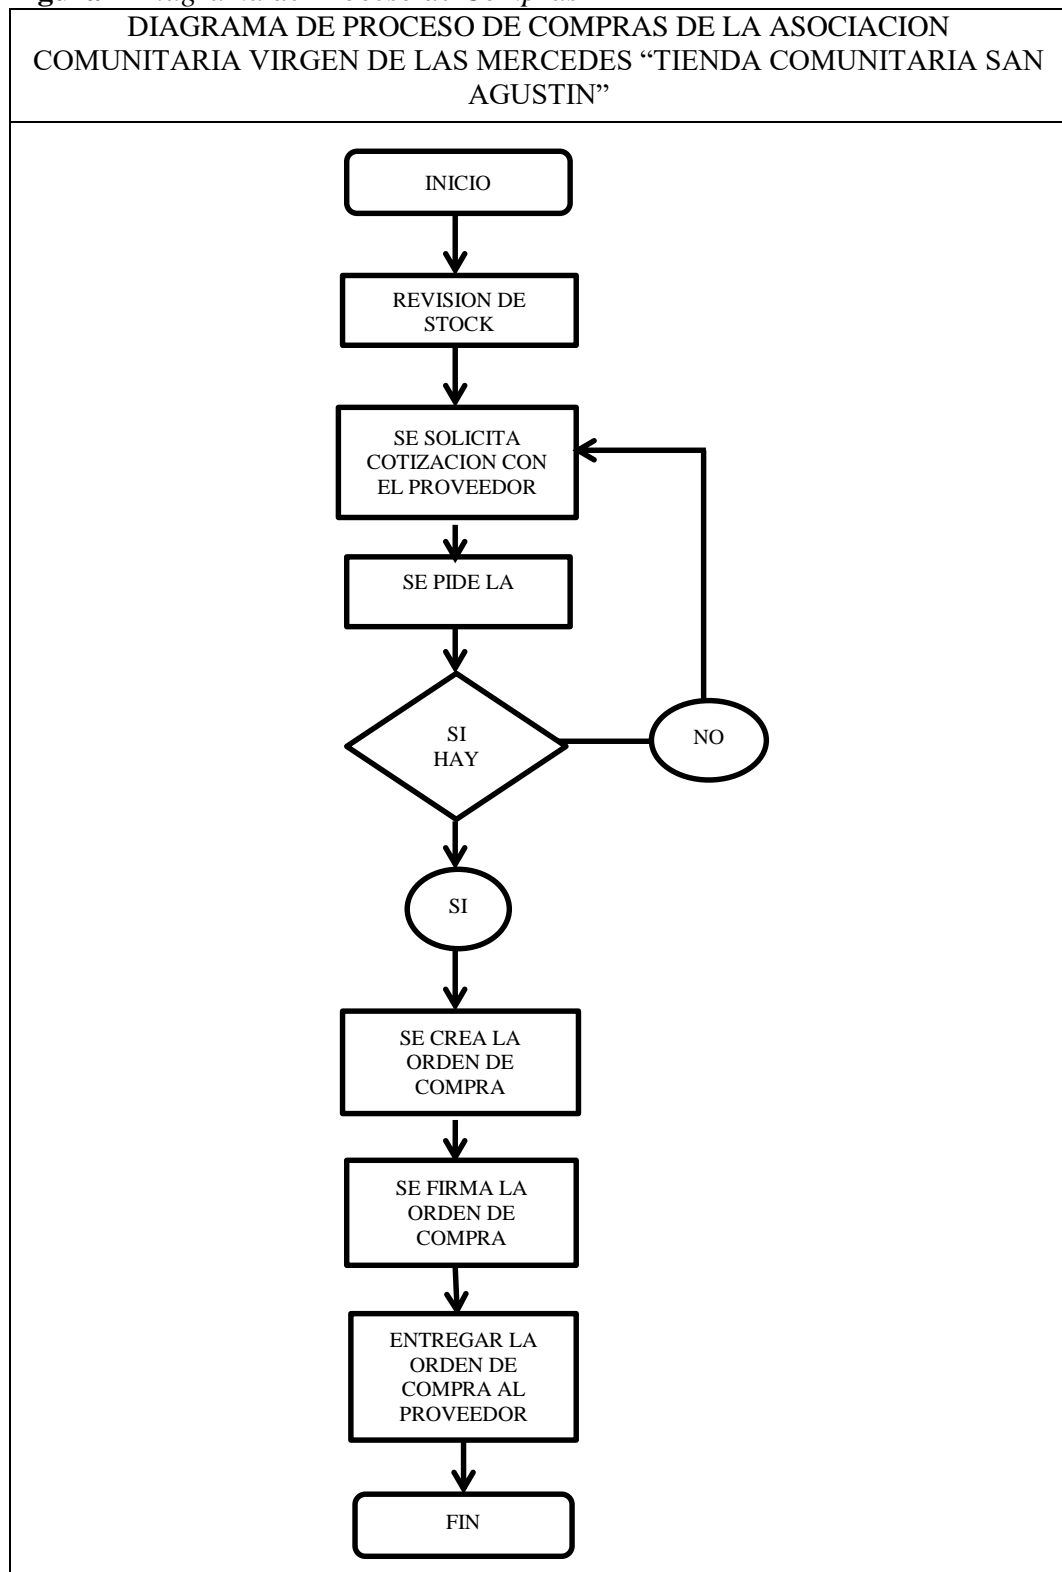 DIAGRAMA DE PROCESO DE COMPRAS DE LA ASOCIACION
COMUNITARIA VIRGEN DE LAS MERCEDES “TIENDA COMUNITARIA SAN
AGUSTIN”
INICIO
REVISION DE
STOCK
SE SOLICITA
COTIZACION CON
EL PROVEEDOR
SE PIDE LA
SI
HAY
NO
SI
SE CREA LA
ORDEN DE
COMPRA
SE FIRMA LA
ORDEN DE
COMPRA
ENTREGAR LA
ORDEN DE
COMPRA AL
PROVEEDOR
FIN